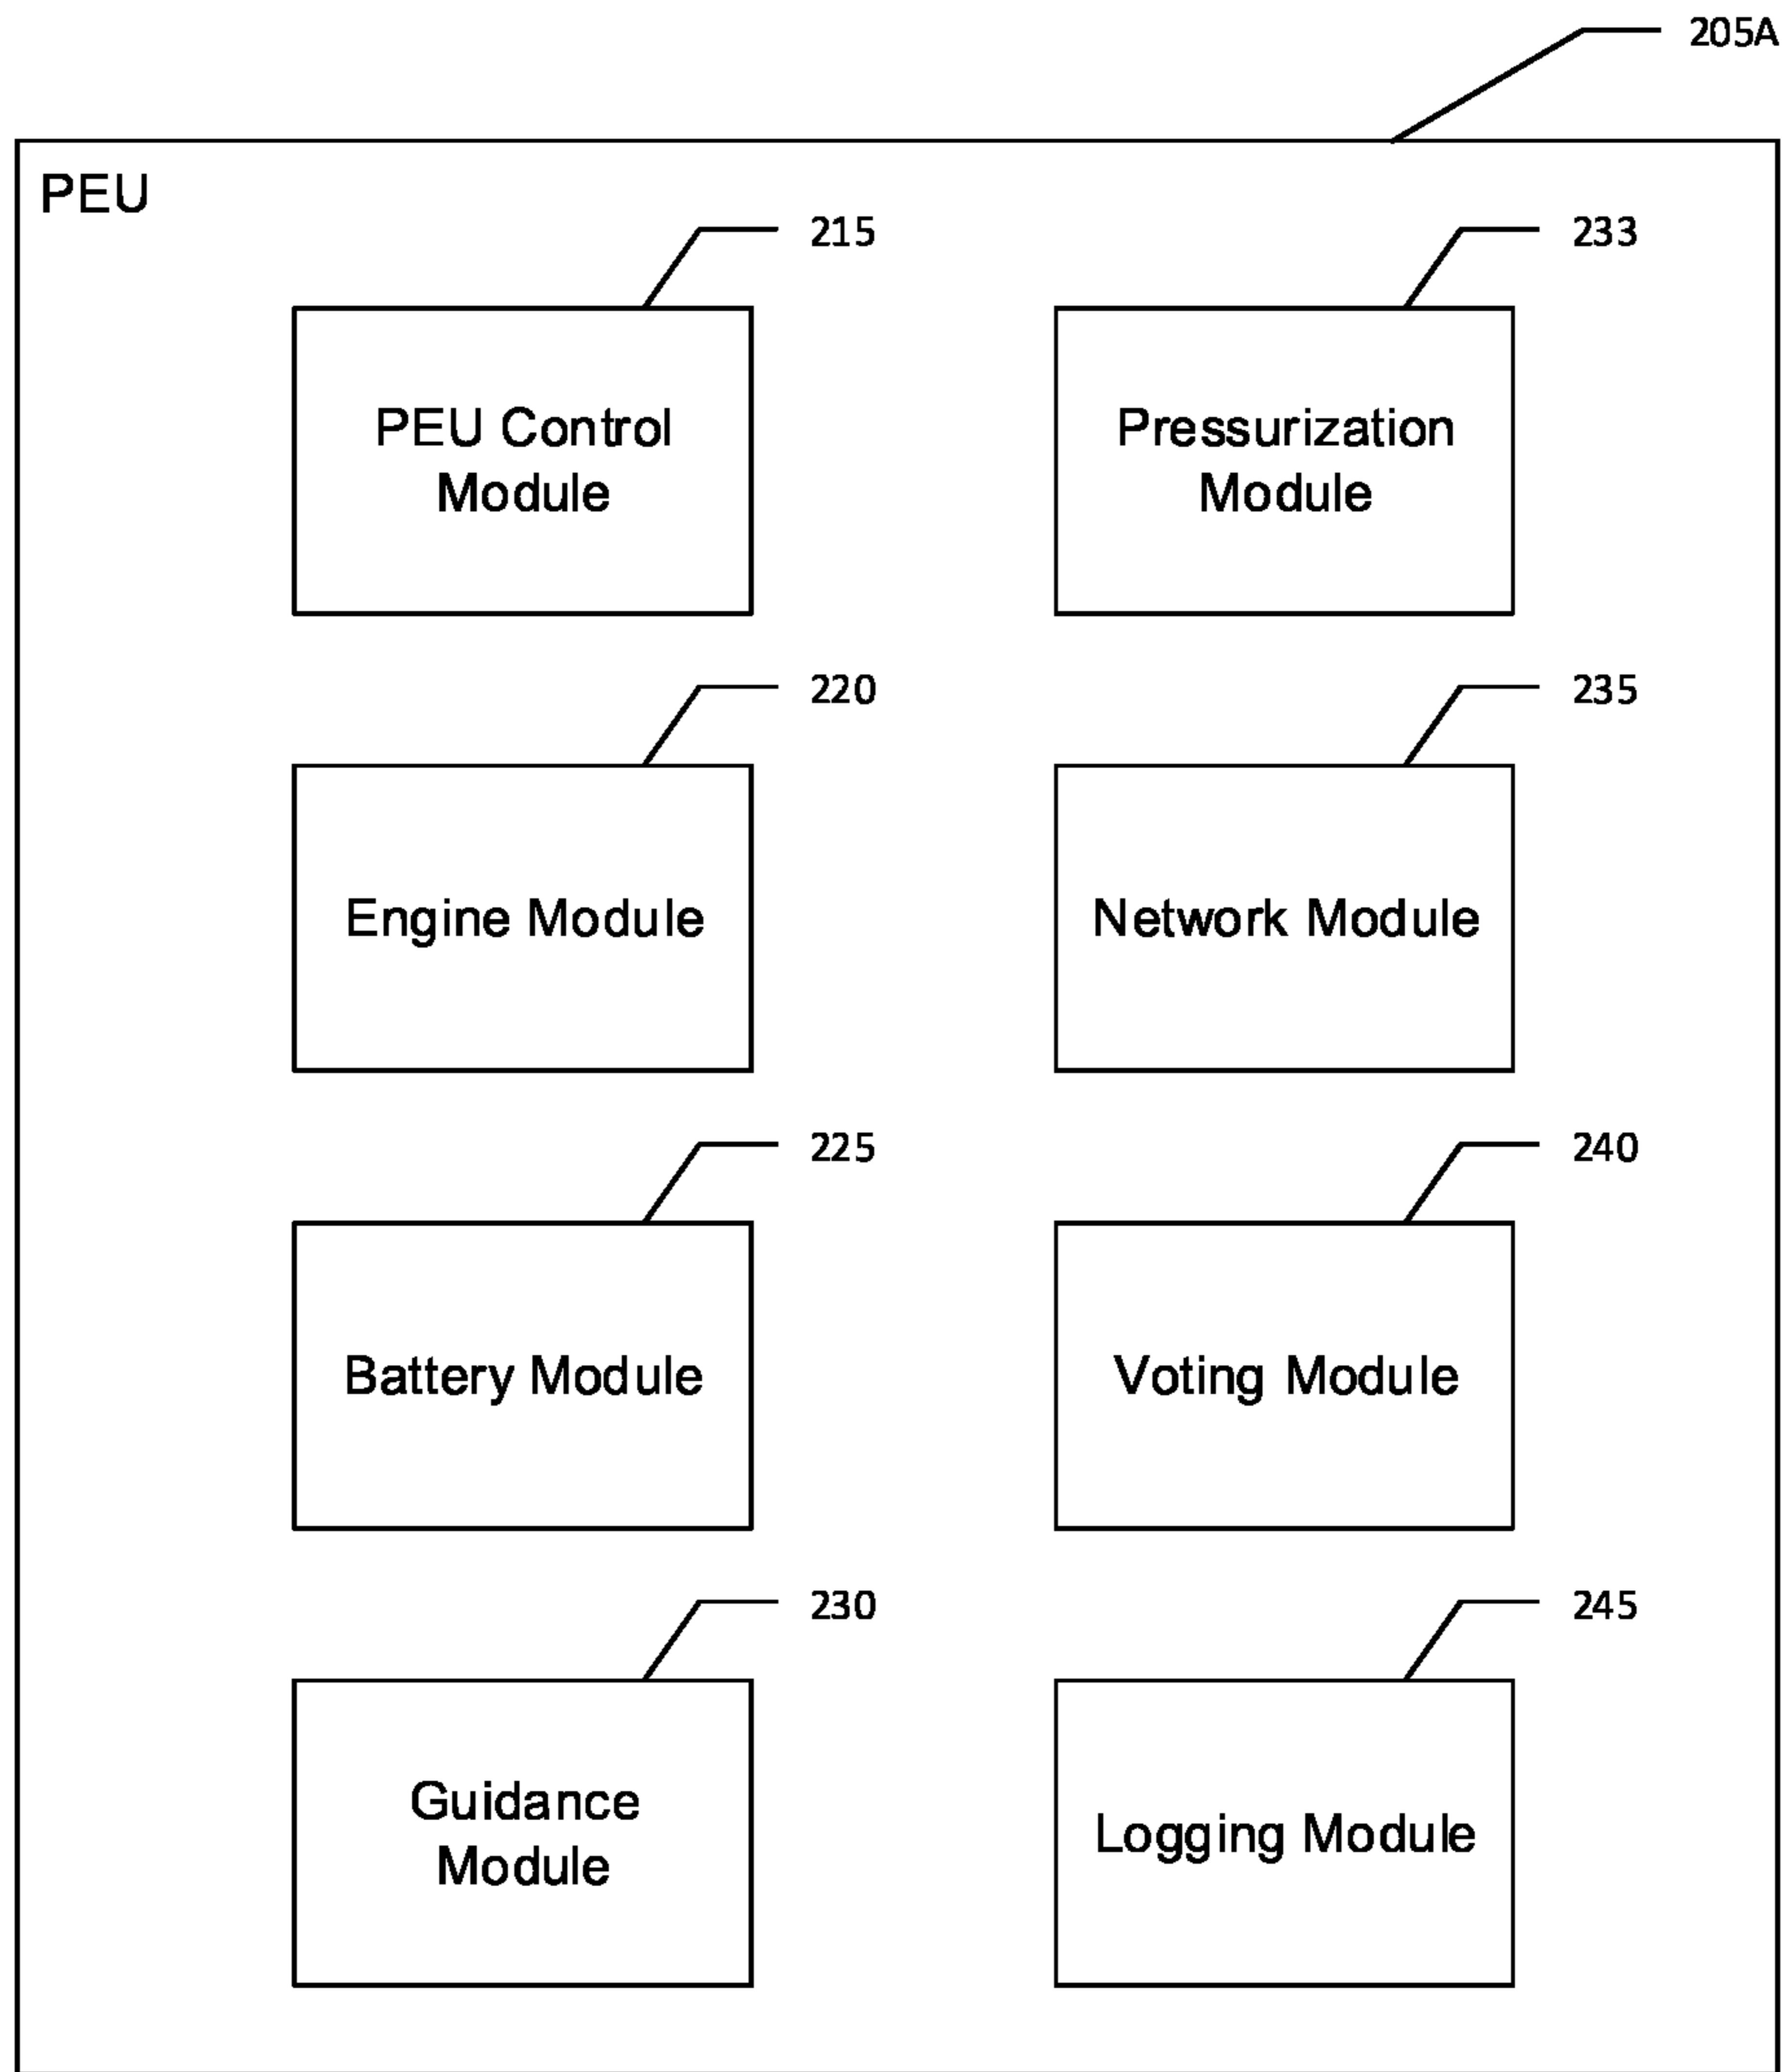 205A
PEU
215
233
PEU Control
Module
Pressurization
Module
220
235
Engine Module
Network Module
225
240
Battery Module
Voting Module
230
245
Guidance
Module
Logging Module